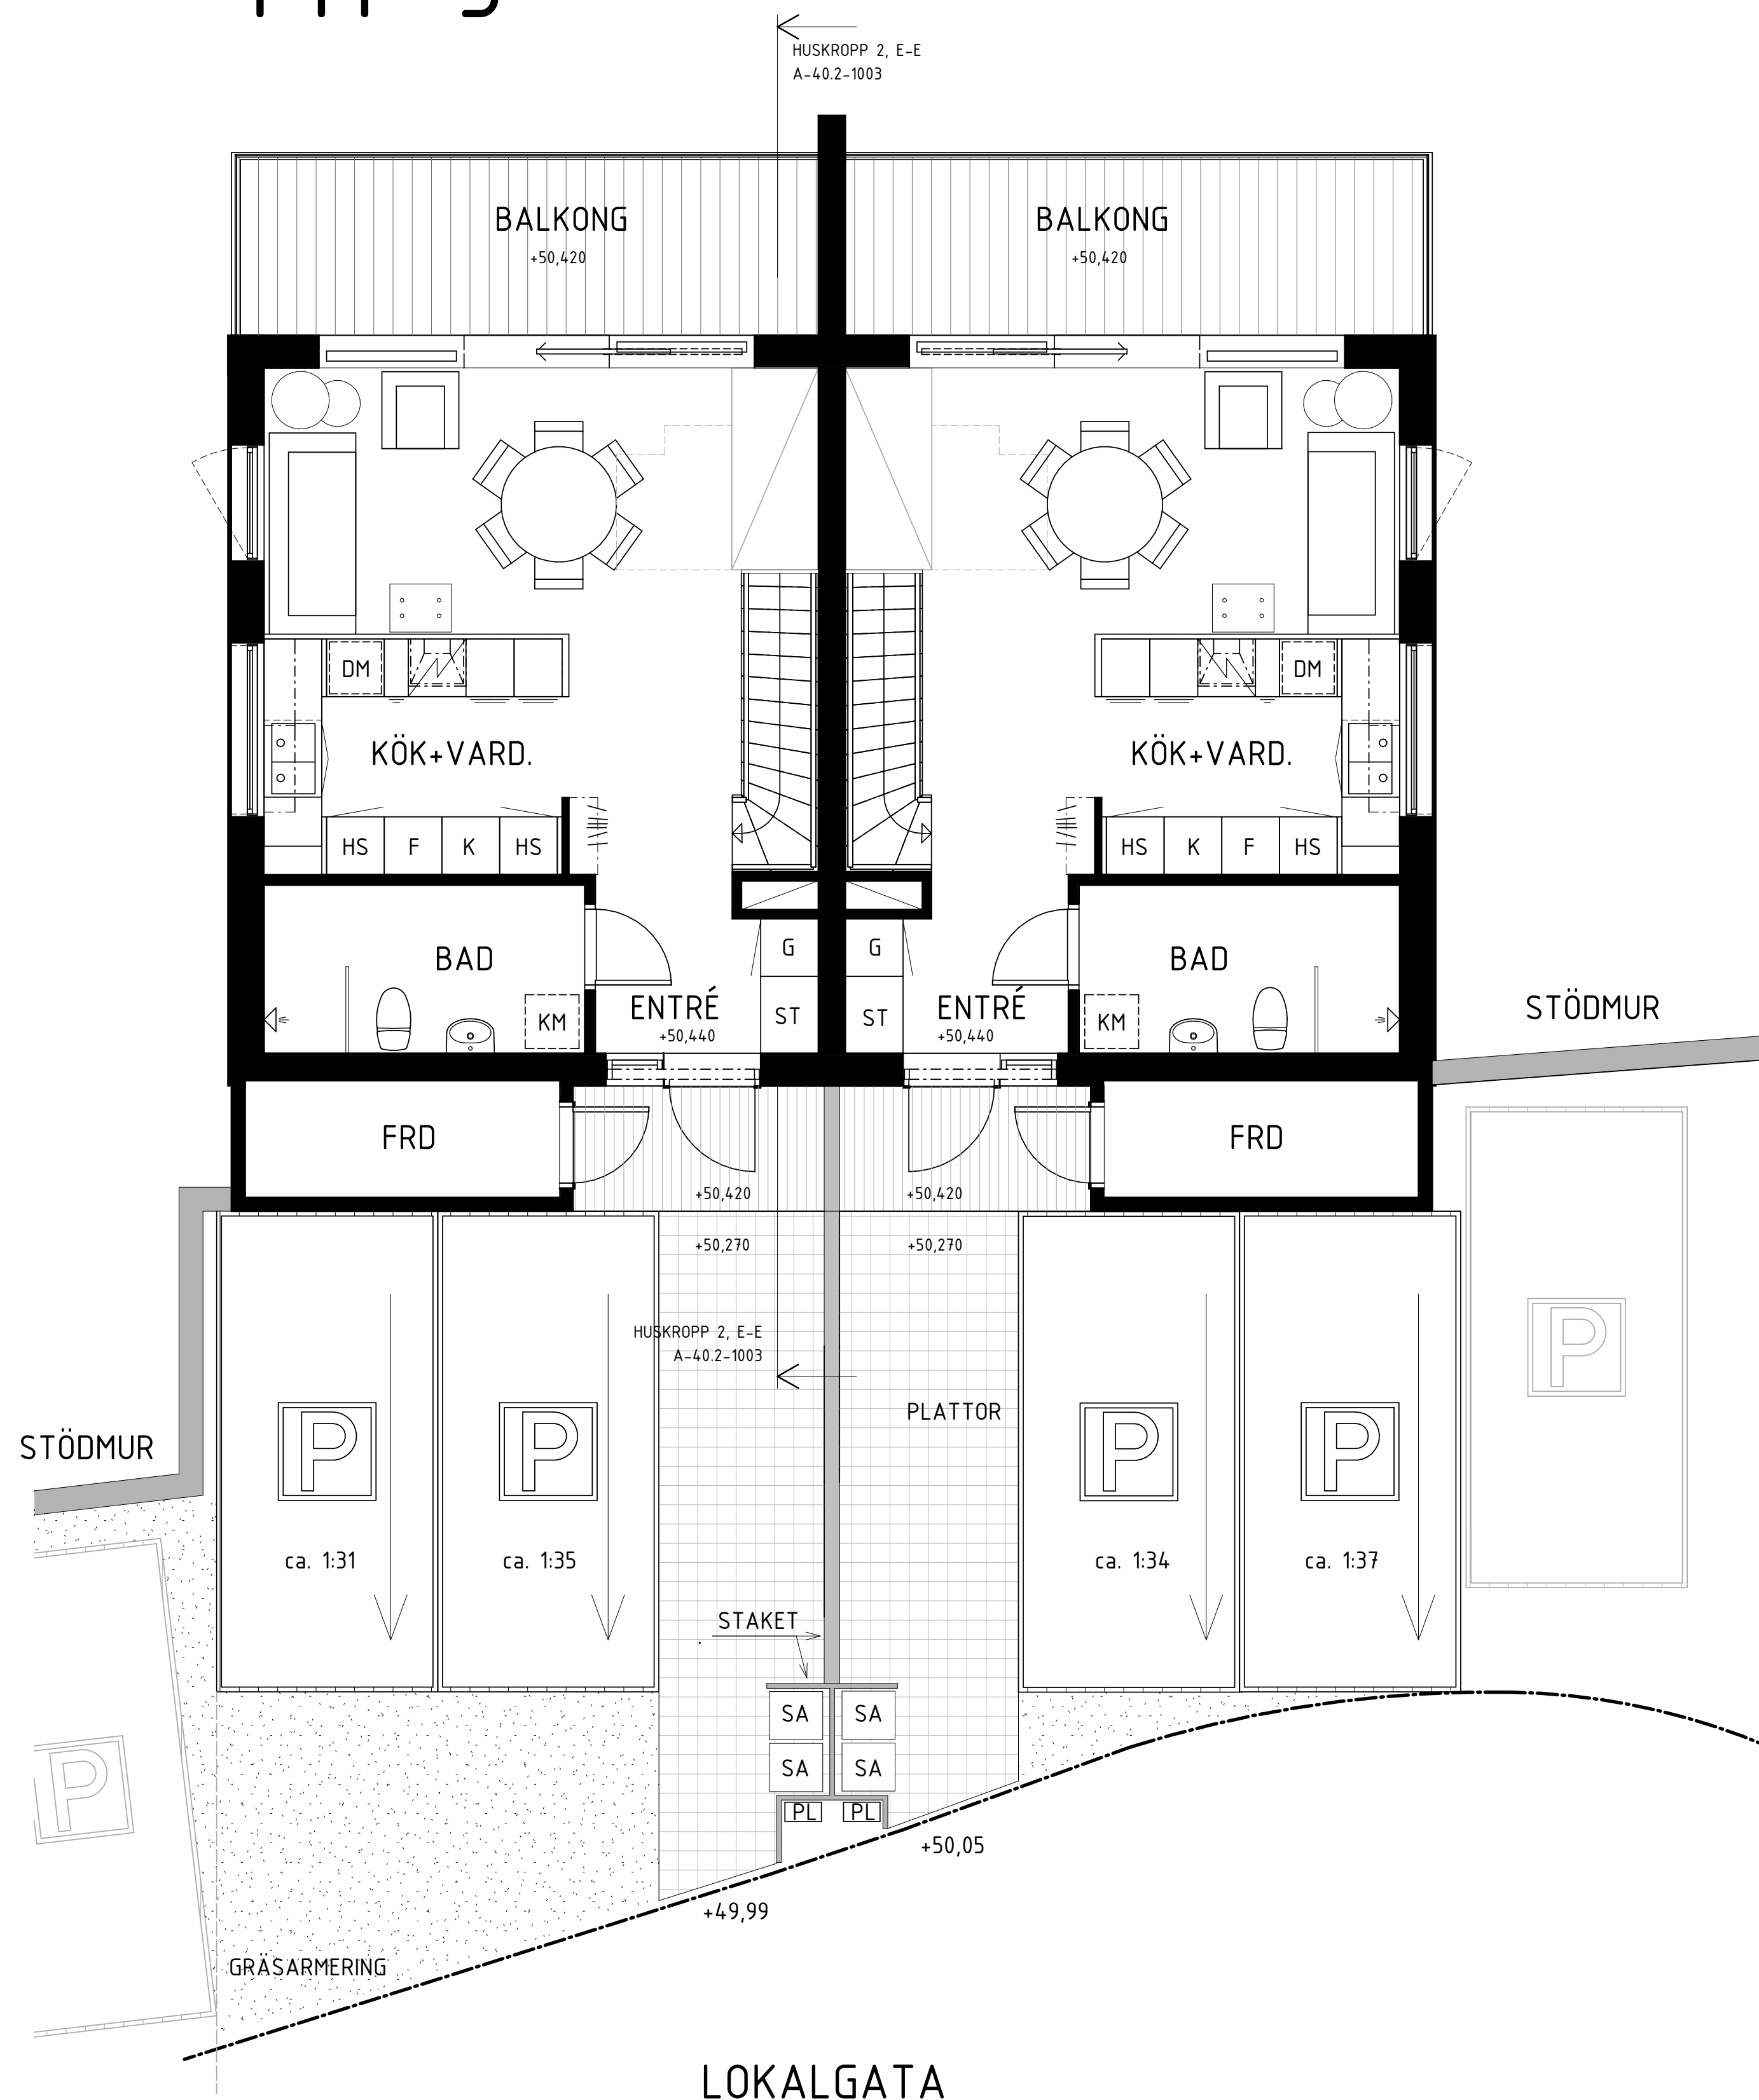 HUSKROPP 2, E-E
A-40.2-1003
BALKONG
BALKONG
+50,420
+50,420
DM
DM
KÖK+VARD.
KÖK+VARD.
HS F K HS
HS K F HS
BAD
G
G
BAD
ENTRÉ
ENTRÉ
STÖDMUR
KM
ST
ST
KM
+50,440
+50,440
FRD
FRD
+50,420
+50,420
+50,270
+50,270
HUSKROPP 2, E-E
A-40.2-1003
P
PLATTOR
STÖDMUR
P
P
P
P
ca. 1:31
ca. 1:35
ca. 1:34
ca. 1:37
STAKET
SA
SA
SA
SA
P
PL
PL
+50,05
+49,99
GRÄSARMERING
LOKALGATA